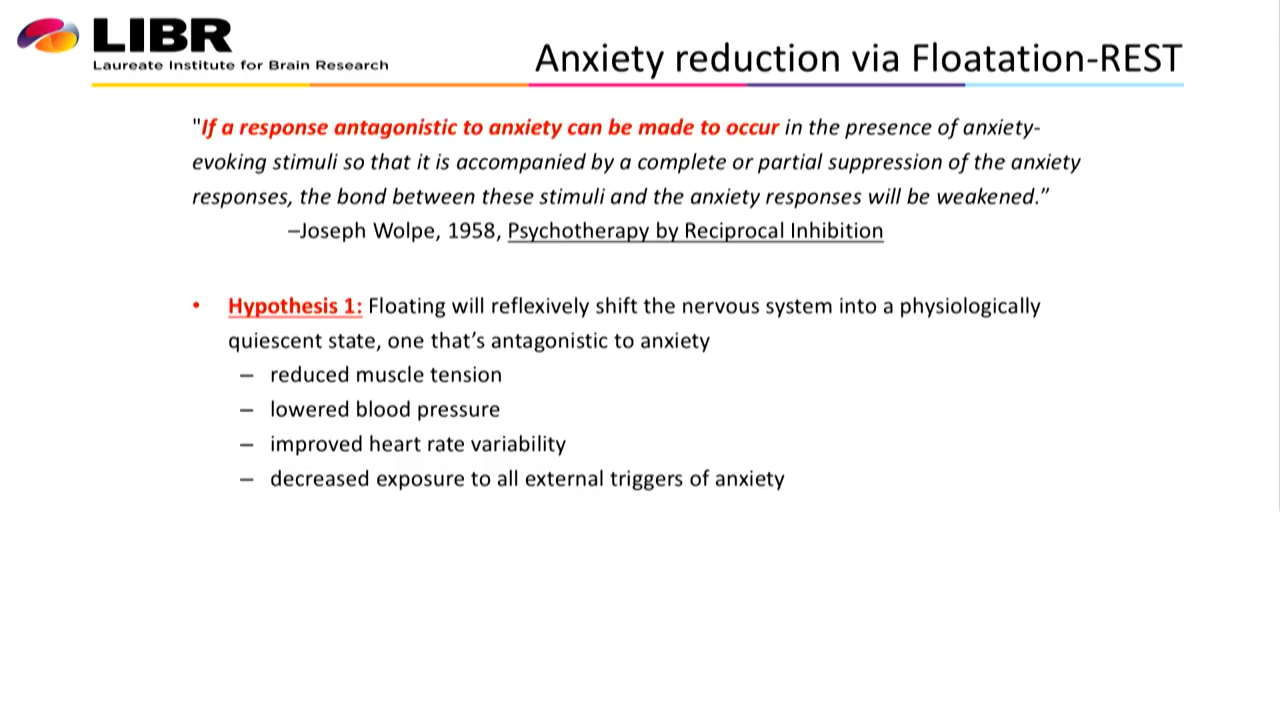 LIBR
Laureate Institute for Brain Research
Anxiety reduction via Floatation-REST
"If a response antagonistic to anxiety can be made to occur in the presence of anxiety-
evoking stimuli so that it is accompanied by a complete or partial suppression of the anxiety
responses, the bond between these stimuli and the anxiety responses will be weakened.”
–Joseph Wolpe, 1958, Psychotherapy by Reciprocal Inhibition
• Hypothesis 1: Floating will reflexively shift the nervous system into a physiologically
quiescent state, one that’s antagonistic to anxiety
– reduced muscle tension
– lowered blood pressure
– improved heart rate variability
– decreased exposure to all external triggers of anxiety